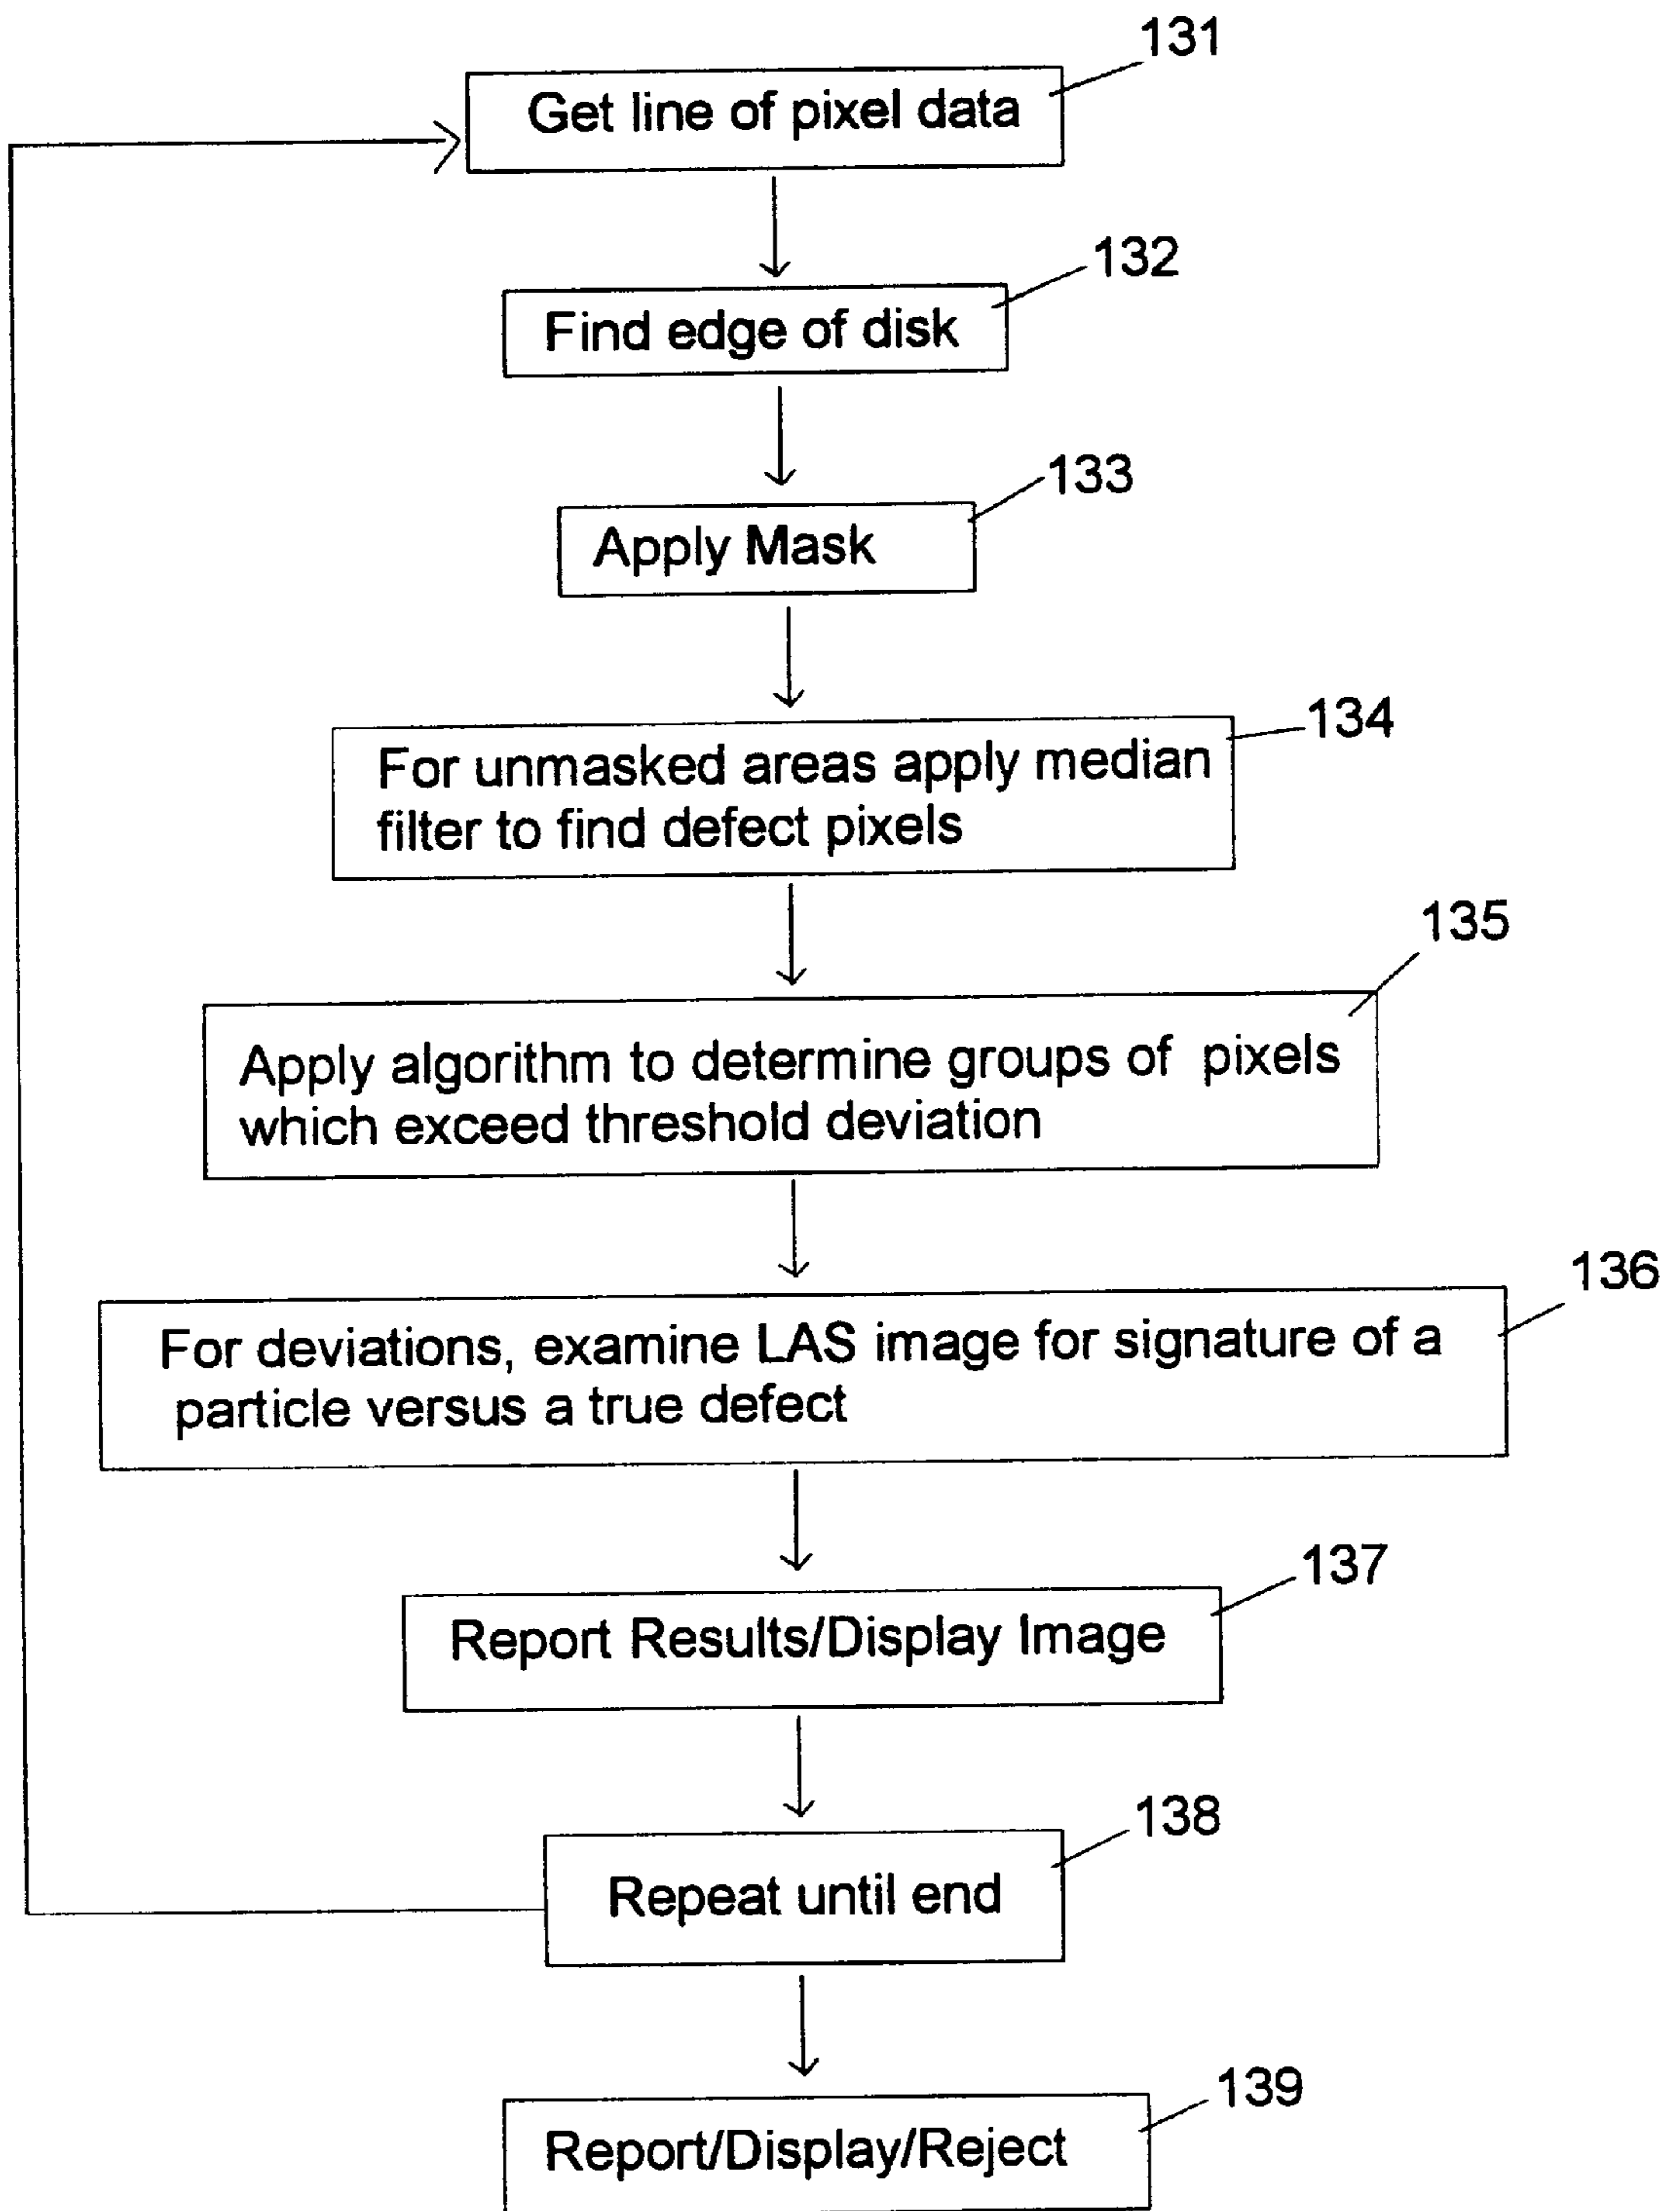 131
Get line of pixel data
132
Find edge of disk
133
Apply Mask
134
For unmasked areas apply median
filter to find defect pixels
135
Apply algorithm to determine groups of pixels
which exceed threshold deviation
136
For deviations, examine LAS image for signature of a
particle versus a true defect
137
Report Results/Display Image
138
Repeat until end
139
Report/Display/Reject